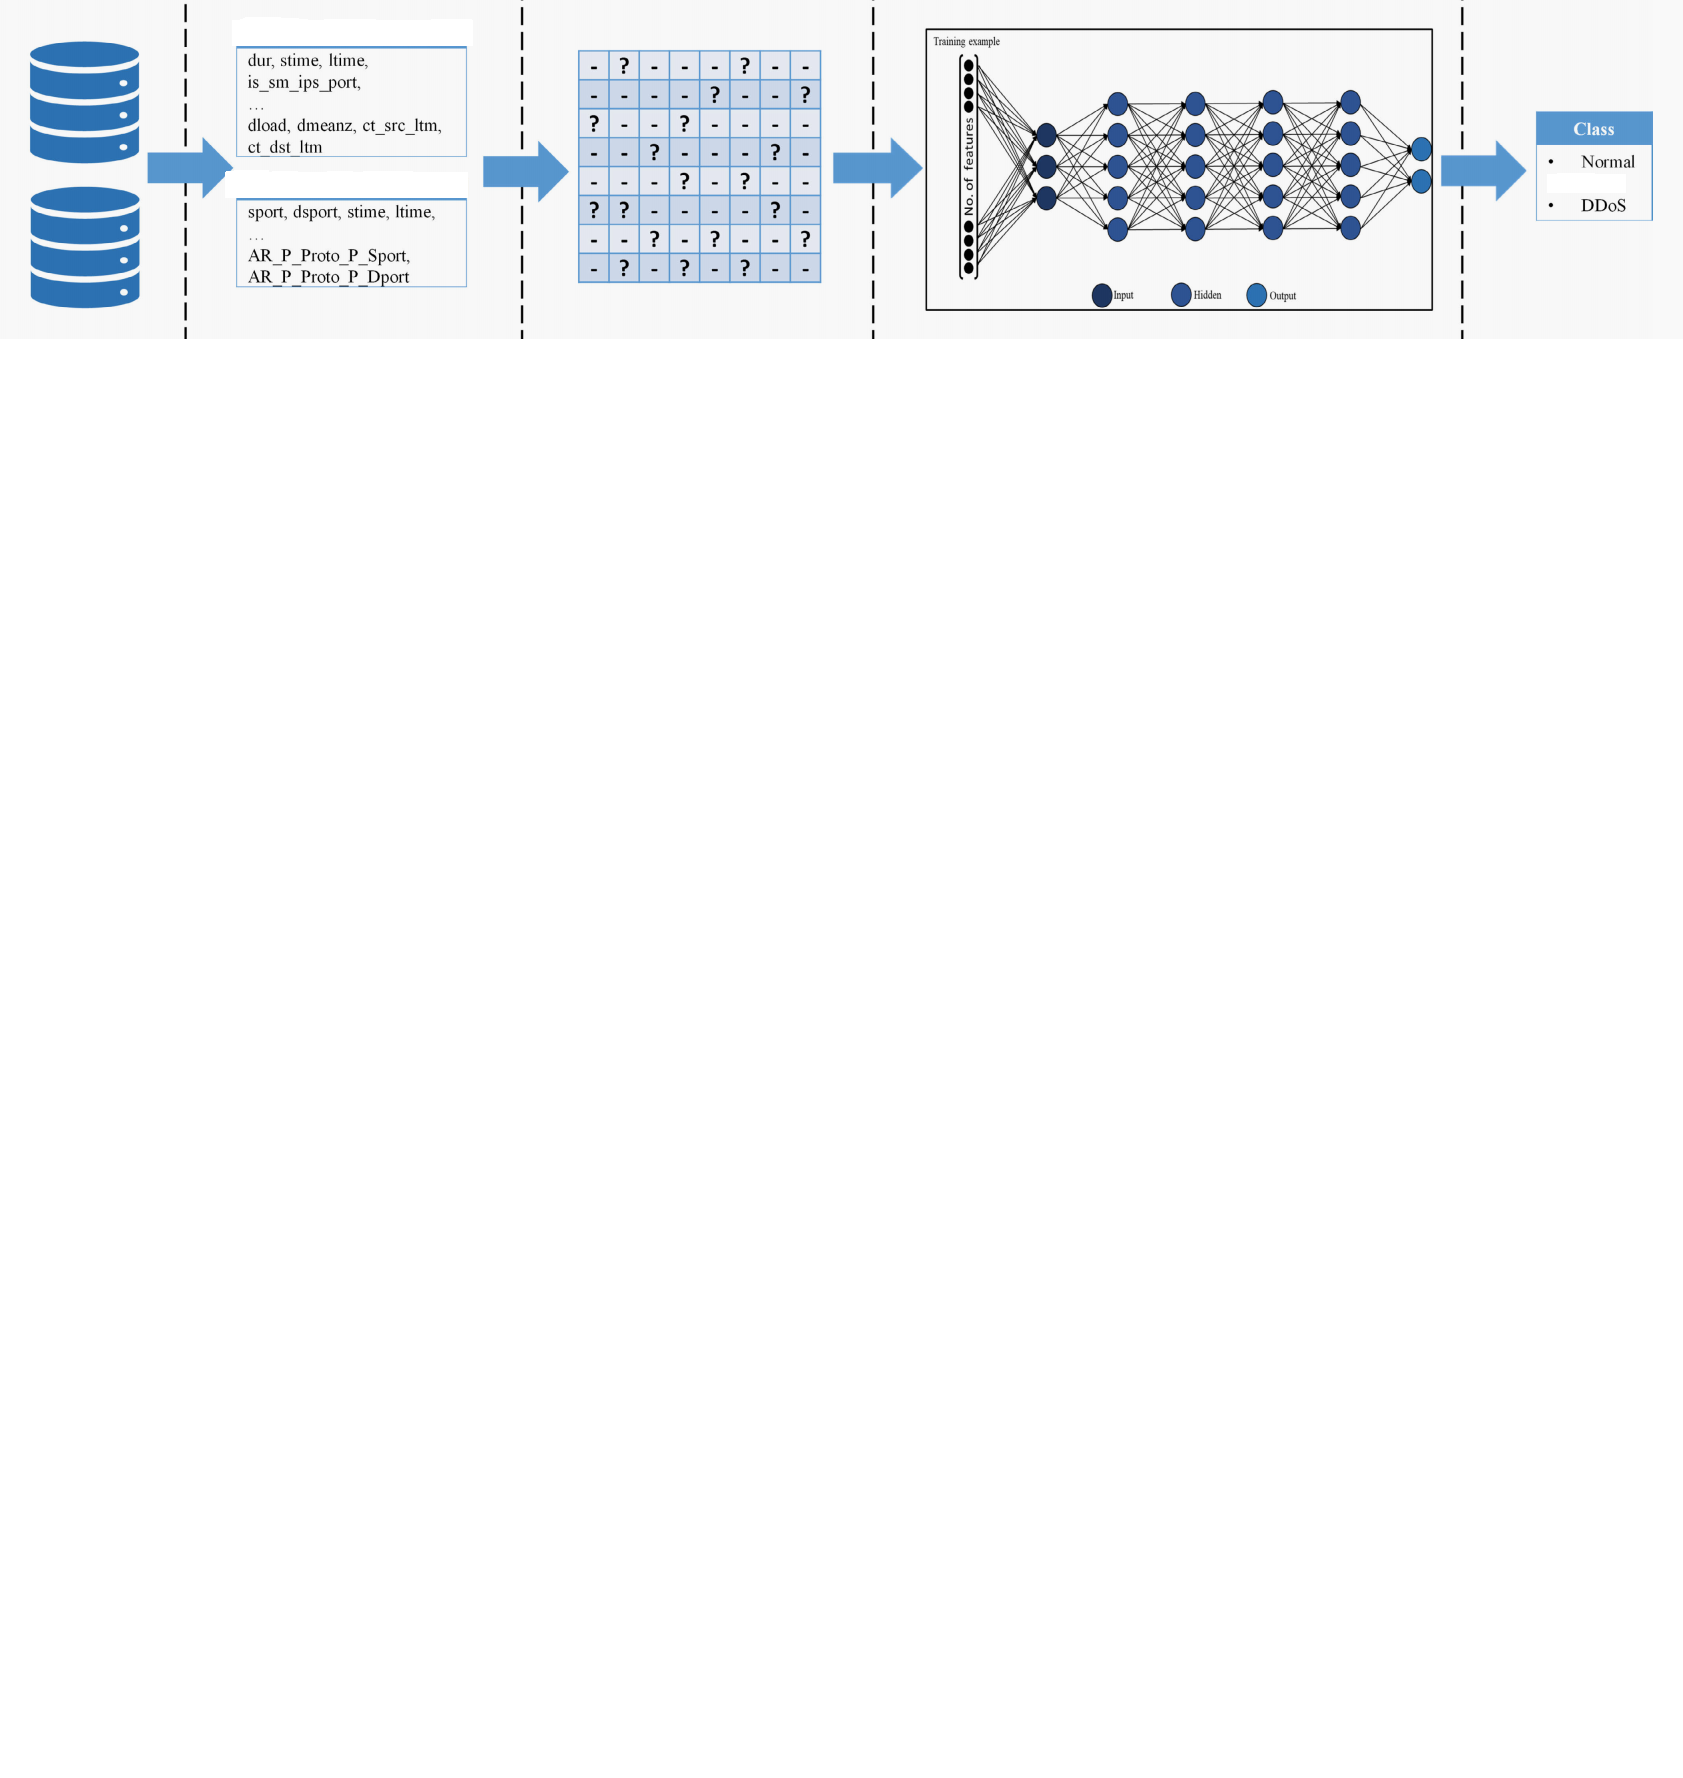 dur, stime, ltime,
is_sm_ips_port,
...
dload, dmeanz, ct_src_ltm,
ct_dst_ltm
sport, dsport, stime, ltime,
...
AR_P_Proto_P_Sport,
AR_P_Proto_P_Dport
- ? - - - ? - -
- - - - ? - - ?
? - - ? - - - -
- - ? - - - ? -
- - - ? - ? - -
? ? - - - - ? -
- - ? - ? - - ?
- ? - ? - ? - -
Training example
No. of features
Input Hidden Output
Class
• Normal
• DDoS